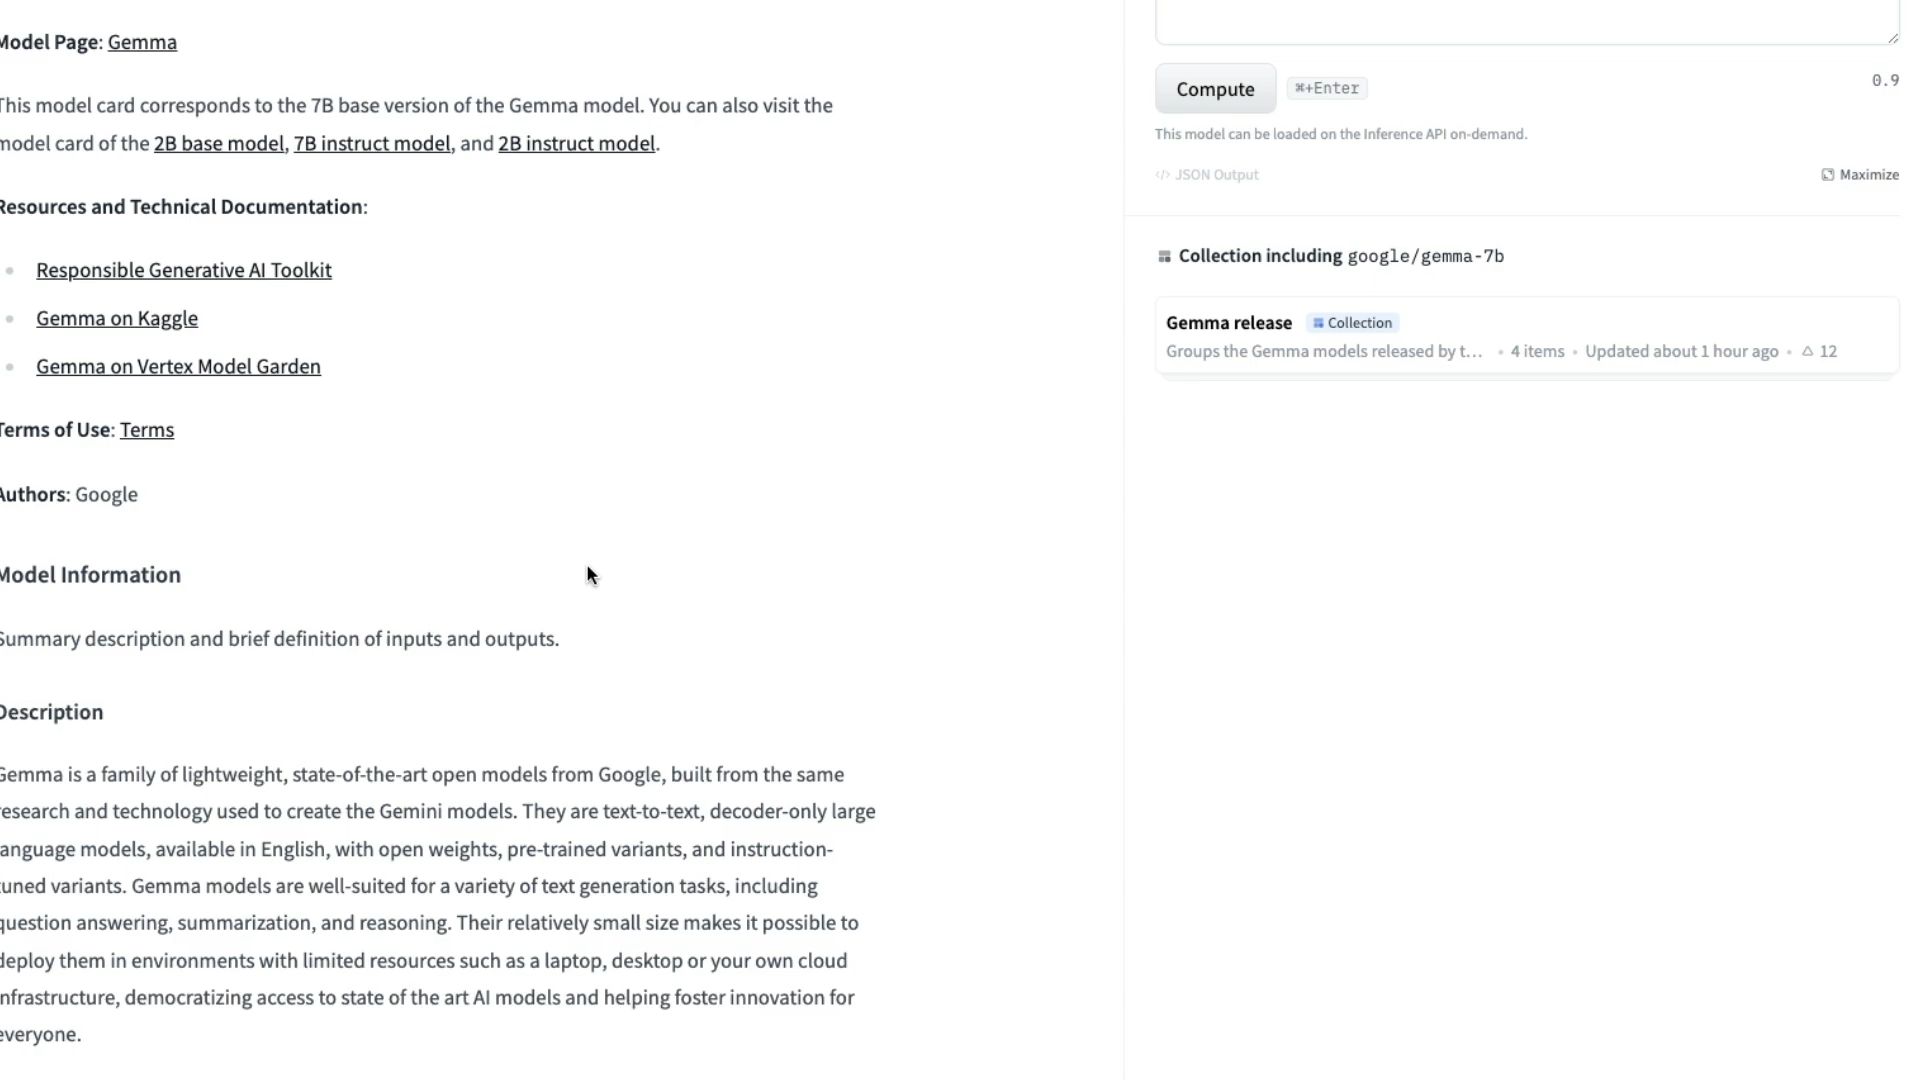 Model Page: Gemma
This model card corresponds to the 7B base version of the Gemma model. You can also visit the
model card of the 2B base model, 7B instruct model, and 2B instruct model.
Resources and Technical Documentation:
Responsible Generative AI Toolkit
Gemma on Kaggle
Gemma on Vertex Model Garden
Terms of Use: Terms
Authors: Google
Model Information
Summary description and brief definition of inputs and outputs.
Description
Gemma is a family of lightweight, state-of-the-art open models from Google, built from the same
research and technology used to create the Gemini models. They are text-to-text, decoder-only large
language models, available in English, with open weights, pre-trained variants, and instruction-
tuned variants. Gemma models are well-suited for a variety of text generation tasks, including
question answering, summarization, and reasoning. Their relatively small size makes it possible to
deploy them in environments with limited resources such as a laptop, desktop or your own cloud
infrastructure, democratizing access to state of the art AI models and helping foster innovation for
everyone.
Compute ⌘+Enter 0.9
This model can be loaded on the Inference API on-demand.
</> JSON Output Maximize
Collection including google/gemma-7b
Gemma release Collection
Groups the Gemma models released by t... • 4 items • Updated about 1 hour ago • △ 12